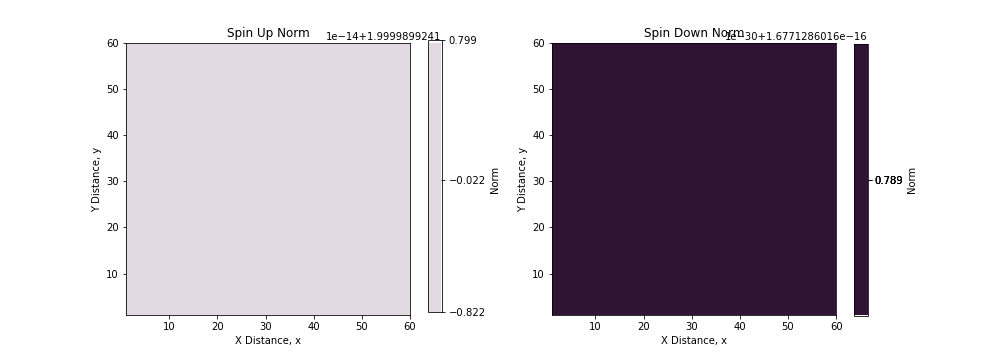 Spin Up Norm
1e−14+1.9999899241
60
50
40
30
20
10
Y Distance, y
10 20 30 40 50 60
X Distance, x
0.799
−0.022
−0.822
Norm
Spin Down Norm
1e−30+1.6771286016e−16
60
50
40
30
20
10
Y Distance, y
10 20 30 40 50 60
X Distance, x
0.789
Norm